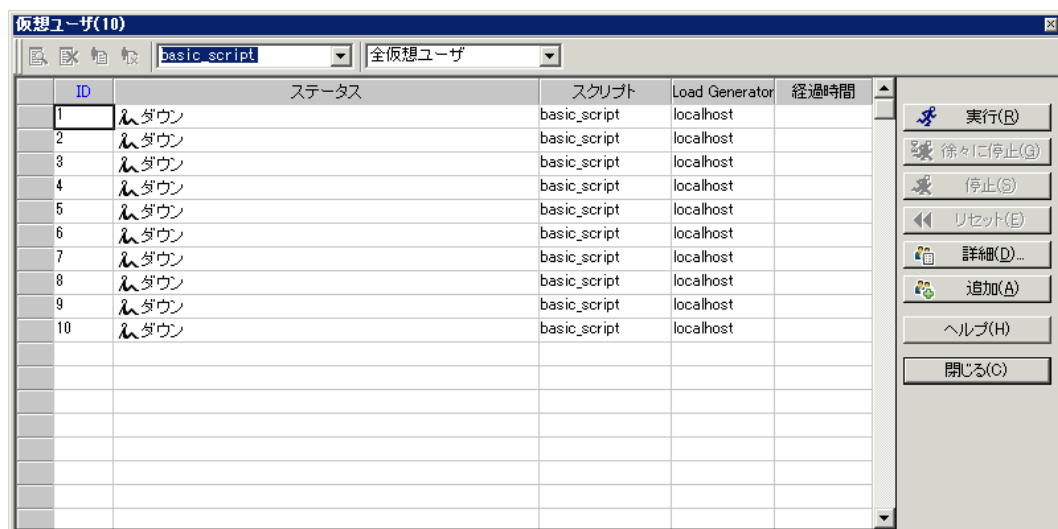 仮想ユーザ(10)
basic_script 全仮想ユーザ
ID ステータス スクリプト Load Generator 経過時間
1 ダウン basic_script localhost
2 ダウン basic_script localhost
3 ダウン basic_script localhost
4 ダウン basic_script localhost
5 ダウン basic_script localhost
6 ダウン basic_script localhost
7 ダウン basic_script localhost
8 ダウン basic_script localhost
9 ダウン basic_script localhost
10 ダウン basic_script localhost
実行(R)
徐々に停止(G)
停止(S)
リセット(E)
詳細(D)...
追加(A)
ヘルプ(H)
閉じる(C)